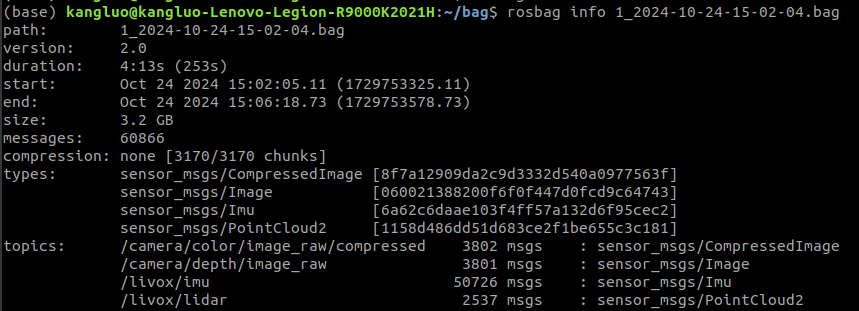 (base) kangluo@kangluo-Lenovo-Legion-R9000K2021H:~/bag$ rosbag info 1_2024-10-24-15-02-04.bag
path:        1_2024-10-24-15-02-04.bag
version:     2.0
duration:    4:13s (253s)
start:       Oct 24 2024 15:02:05.11 (1729753325.11)
end:         Oct 24 2024 15:06:18.73 (1729753578.73)
size:        3.2 GB
messages:    60866
compression: none [3170/3170 chunks]
types:       sensor_msgs/CompressedImage [8f7a12909da2c9d3332d540a0977563f]
             sensor_msgs/Image           [060021388200f6f0f447d0fcd9c64743]
             sensor_msgs/Imu             [6a62c6daae103f4ff57a132d6f95cec2]
             sensor_msgs/PointCloud2     [1158d486dd51d683ce2f1be655c3c181]
topics:      /camera/color/image_raw/compressed    3802 msgs    : sensor_msgs/CompressedImage
             /camera/depth/image_raw               3801 msgs    : sensor_msgs/Image
             /livox/imu                           50726 msgs    : sensor_msgs/Imu
             /livox/lidar                          2537 msgs    : sensor_msgs/PointCloud2